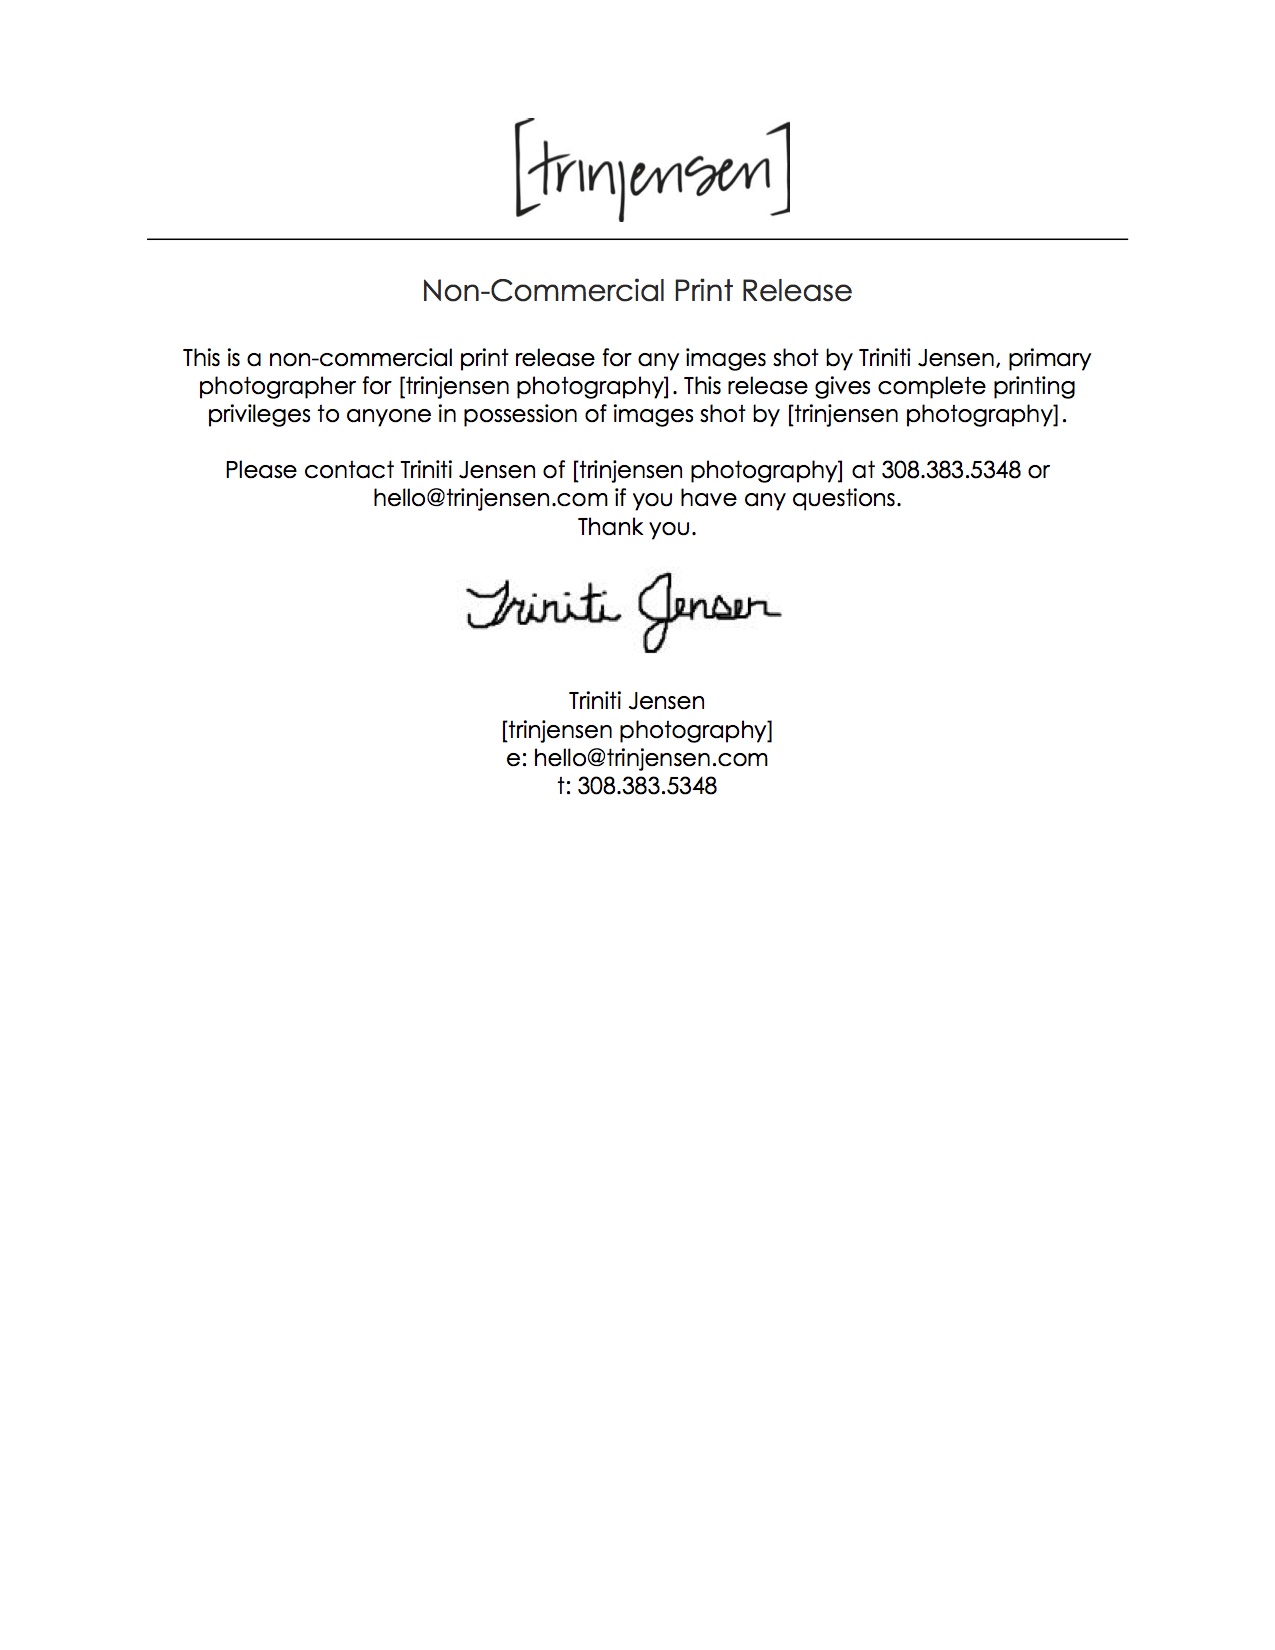 [trinjensen]
Non-Commercial Print Release
This is a non-commercial print release for any images shot by Triniti Jensen, primary
photographer for [trinjensen photography]. This release gives complete printing
privileges to anyone in possession of images shot by [trinjensen photography].
Please contact Triniti Jensen of [trinjensen photography] at 308.383.5348 or
hello@trinjensen.com if you have any questions.
Thank you.
Triniti Jensen
Triniti Jensen
[trinjensen photography]
e: hello@trinjensen.com
t: 308.383.5348